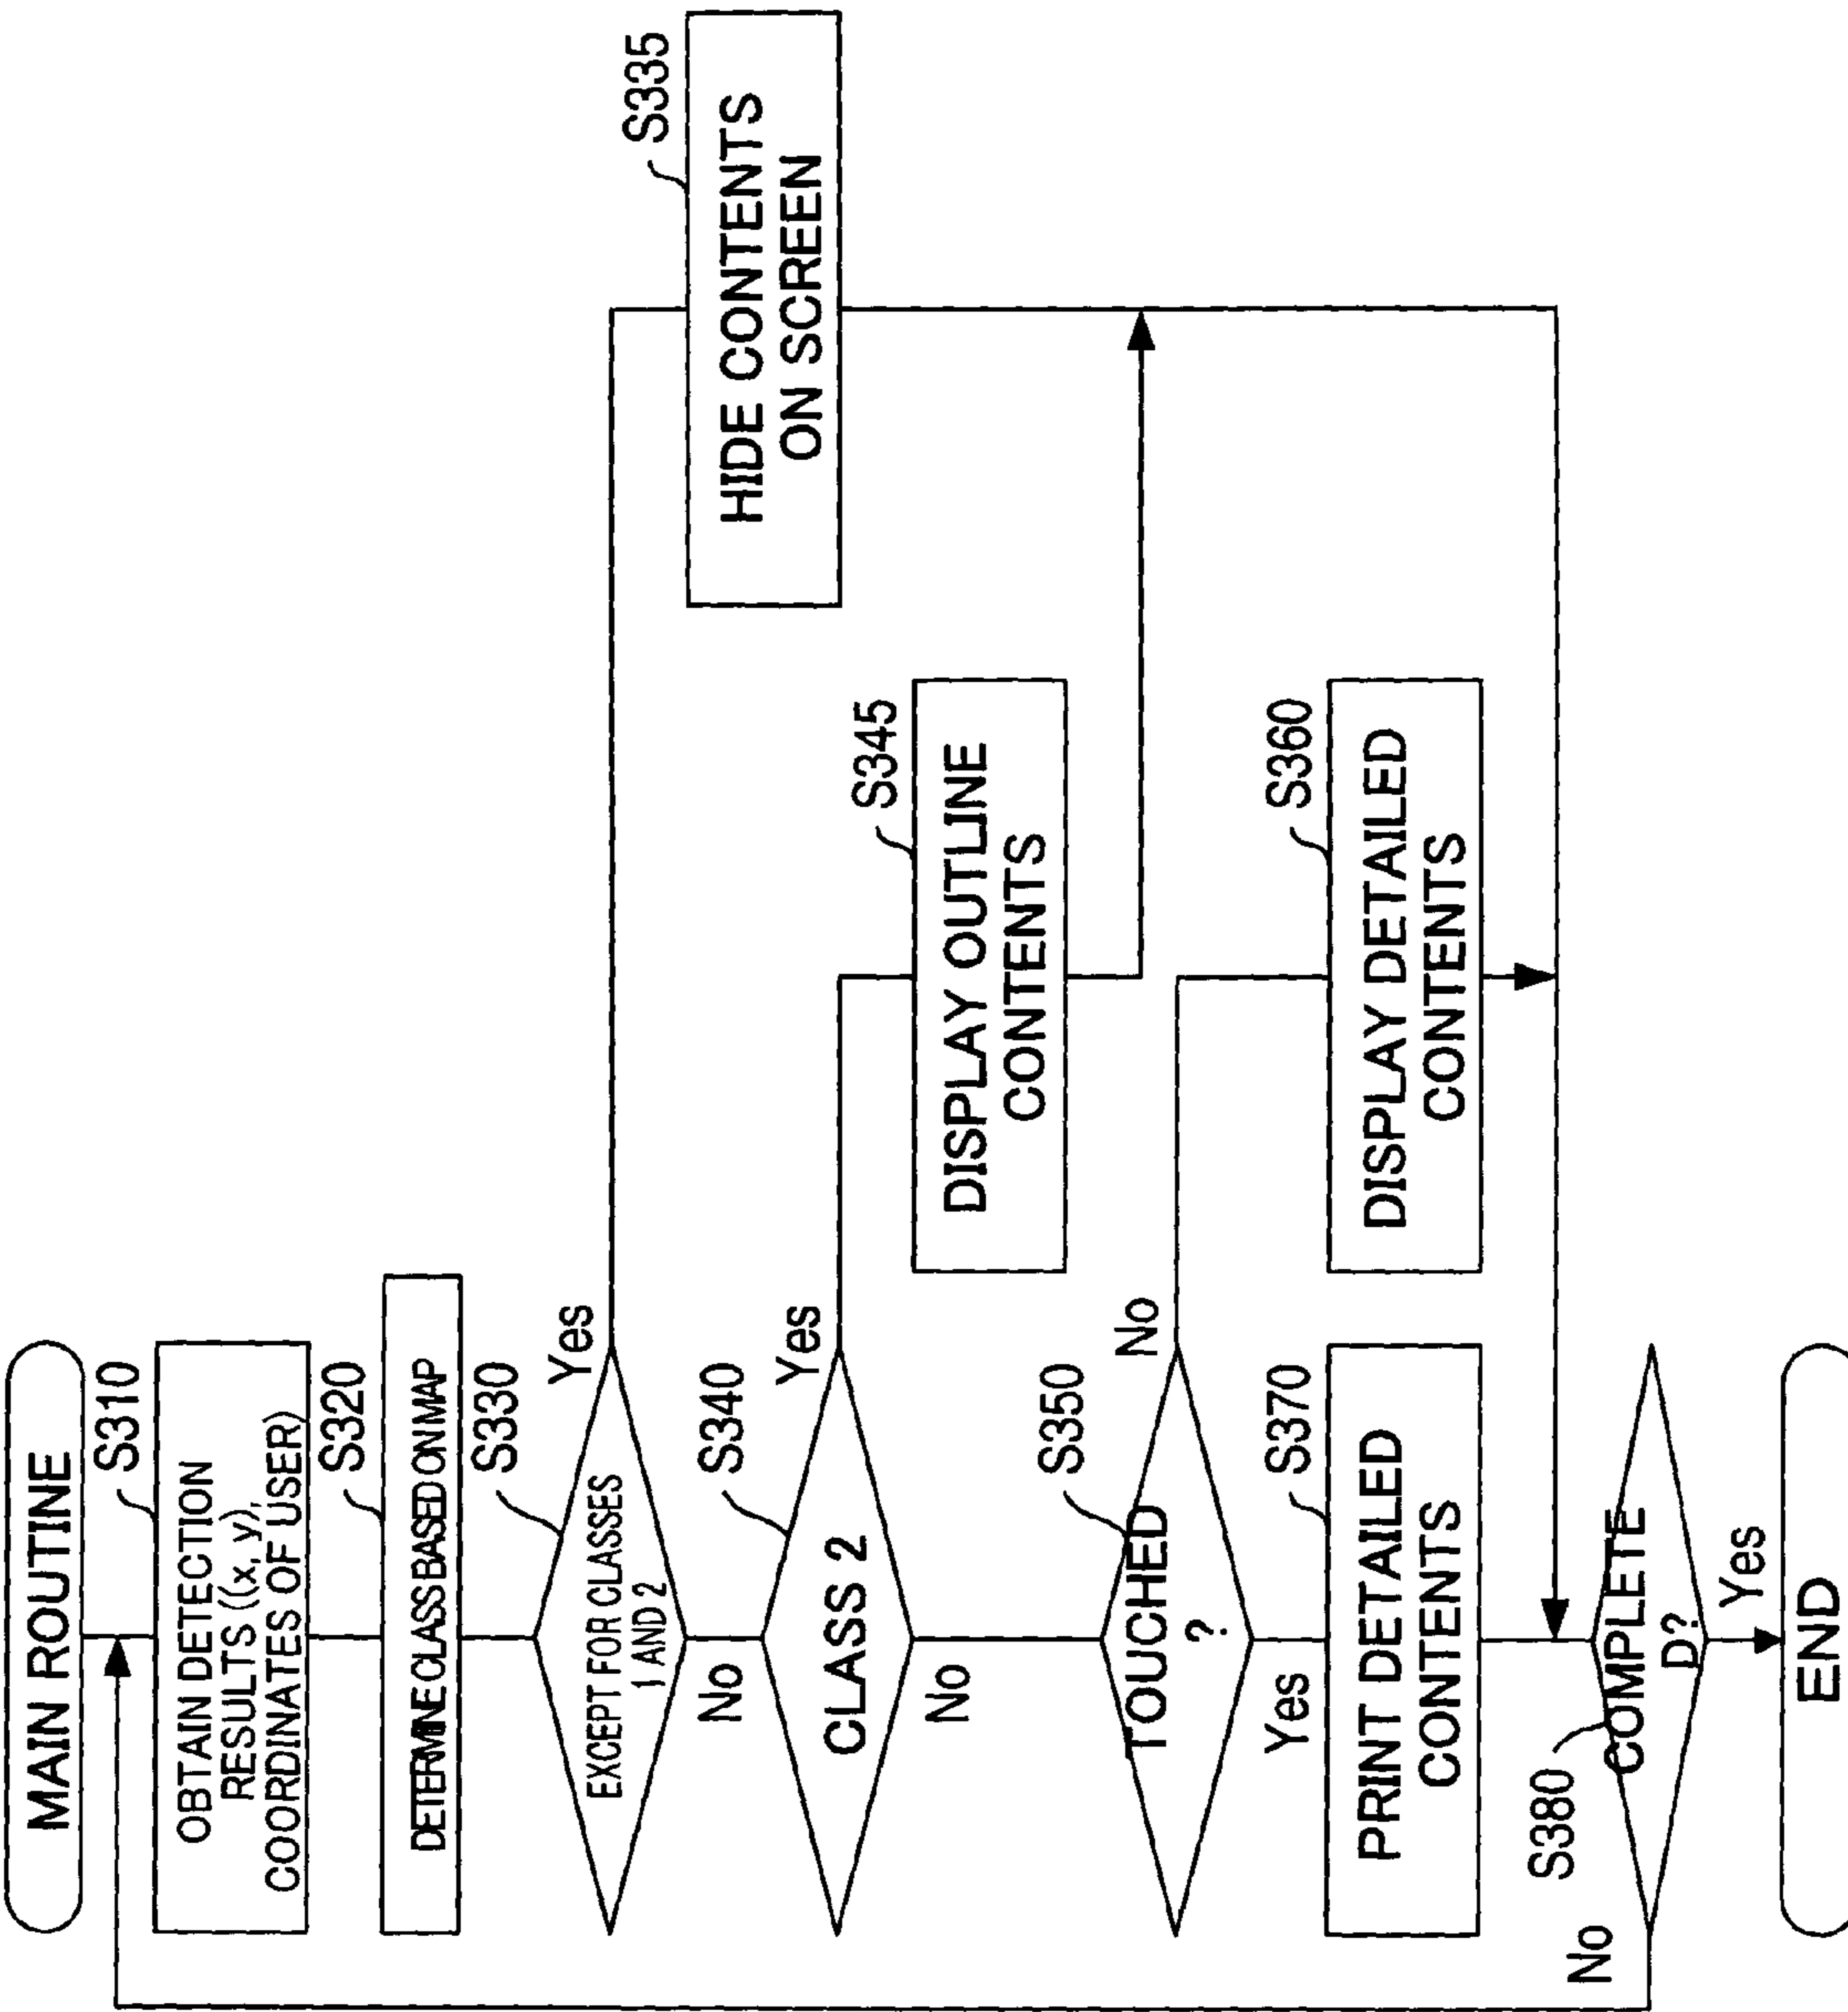 MAIN ROUTINE
S310
OBTAIN DETECTION
RESULTS ((x, y),
COORDINATES OF USER)
S320
DETERMINE CLASS BASED ON MAP
S330
EXCEPT FOR CLASSES
1 AND 2
Yes
No
S335
HIDE CONTENTS
ON SCREEN
S340
CLASS 2
Yes
No
S345
DISPLAY OUTLINE
CONTENTS
S350
TOUCHED
?
No
Yes
S360
DISPLAY DETAILED
CONTENTS
S370
PRINT DETAILED
CONTENTS
S380
COMPLETE
D?
No
Yes
END